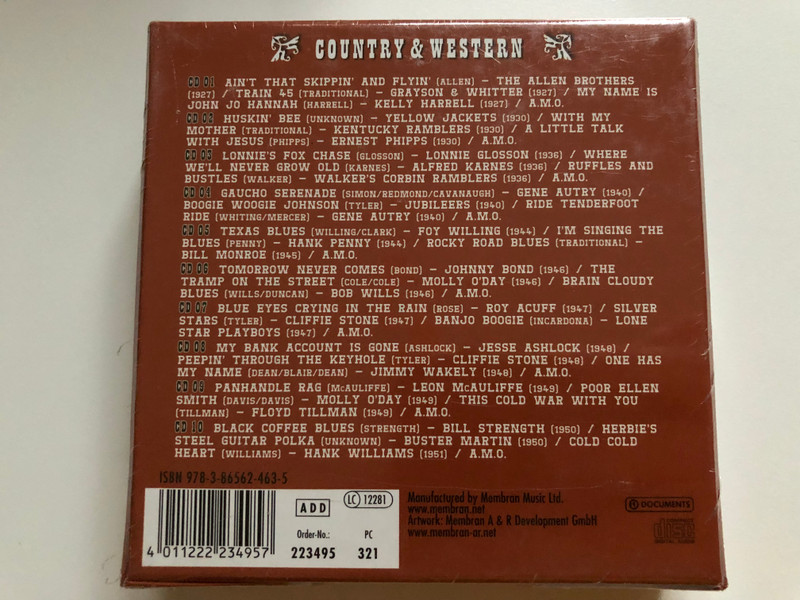 COUNTRY & WESTERN
CD 01 AIN'T THAT SKIPPIN' AND FLYIN' (ALLEN) – THE ALLEN BROTHERS
(1927) / TRAIN 45 (TRADITIONAL) – GRAYSON & WHITTER (1927) / MY NAME IS
JOHN JO HANNAH (HARRELL) – KELLY HARRELL (1927) / A.M.O.
CD 02 HUSKIN' BEE (UNKNOWN) – YELLOW JACKETS (1930) / WITH MY
MOTHER (TRADITIONAL) – KENTUCKY RAMBLERS (1930) / A LITTLE TALK
WITH JESUS (PHIPPS) – ERNEST PHIPPS (1930) / A.M.O.
CD 03 LONNIE'S FOX CHASE (GLOSSON) – LONNIE GLOSSON (1936) / WHERE
WE'LL NEVER GROW OLD (KARNES) – ALFRED KARNES (1936) / RUFFLES AND
BUSTLES (WALKER) – WALKER'S CORBIN RAMBLERS (1936) / A.M.O.
CD 04 GAUCHO SERENADE (SIMON/REDMOND/CAVANAUGH) – GENE AUTRY (1940) /
BOOGIE WOOGIE JOHNSON (TYLER) – JUBILEERS (1940) / RIDE TENDERFOOT
RIDE (WHITING/MERCER) – GENE AUTRY (1940) / A.M.O.
CD 05 TEXAS BLUES (WILLING/CLARK) – FOY WILLING (1944) / I'M SINGING THE
BLUES (PENNY) – HANK PENNY (1944) / ROCKY ROAD BLUES (TRADITIONAL) –
BILL MONROE (1945) / A.M.O.
CD 06 TOMORROW NEVER COMES (BOND) – JOHNNY BOND (1946) / THE
TRAMP ON THE STREET (COLE/COLE) – MOLLY O'DAY (1946) / BRAIN CLOUDY
BLUES (WILLS/DUNCAN) – BOB WILLS (1946) / A.M.O.
CD 07 BLUE EYES CRYING IN THE RAIN (ROSE) – ROY ACUFF (1947) / SILVER
STARS (TYLER) – CLIFFIE STONE (1947) / BANJO BOOGIE (INCARDONA) – LONE
STAR PLAYBOYS (1947) / A.M.O.
CD 08 MY BANK ACCOUNT IS GONE (ASHLOCK) – JESSE ASHLOCK (1948) /
PEEPIN' THROUGH THE KEYHOLE (TYLER) – CLIFFIE STONE (1948) / ONE HAS
MY NAME (DEAN/BLAIR/DEAN) – JIMMY WAKELY (1948) / A.M.O.
CD 09 PANHANDLE RAG (McAULIFFE) – LEON McAULIFFE (1949) / POOR ELLEN
SMITH (DAVIS/DAVIS) – MOLLY O'DAY (1949) / THIS COLD WAR WITH YOU
(TILLMAN) – FLOYD TILLMAN (1949) / A.M.O.
CD 10 BLACK COFFEE BLUES (STRENGTH) – BILL STRENGTH (1950) / HERBIE'S
STEEL GUITAR POLKA (UNKNOWN) – BUSTER MARTIN (1950) / COLD COLD
HEART (WILLIAMS) – HANK WILLIAMS (1951) / A.M.O.
ISBN 978-3-86562-463-5
4 011222 234957
ADD
LC 12281
Order-No.: PC
223495 321
Manufactured by Membran Music Ltd.
www.membran.net
Artwork: Membran A & R Development GmbH
www.membran-ar.net
DOCUMENTS
disc
DIGITAL AUDIO